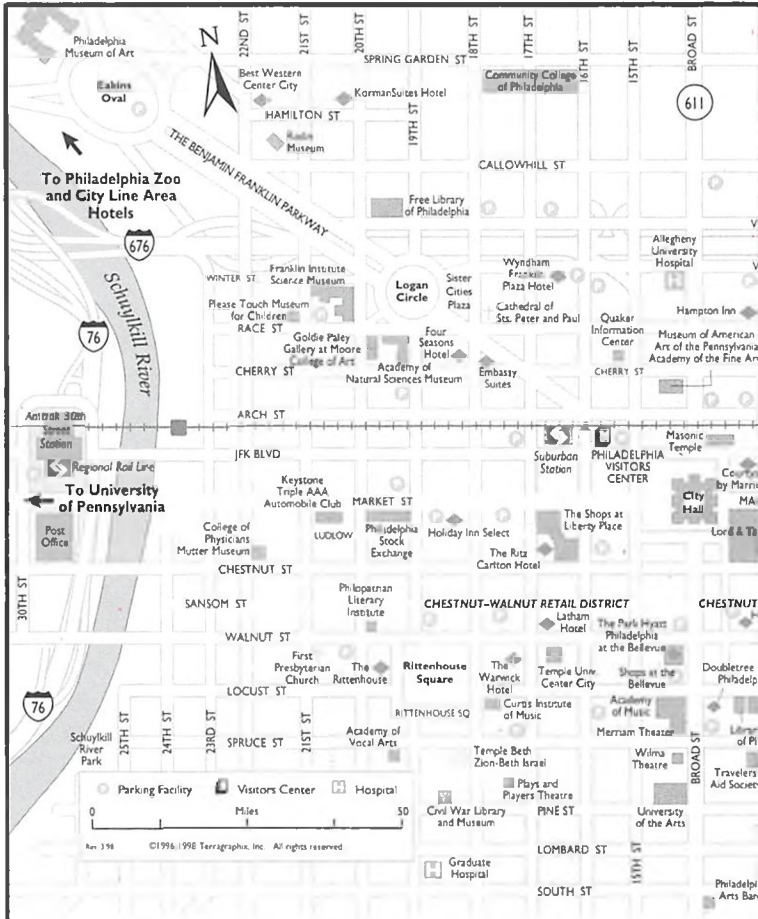 Philadelphia
Museum of Art
N
22ND ST
21ST ST
20TH ST
19TH ST
18TH ST
17TH ST
16TH ST
15TH ST
BROAD ST
SPRING GARDEN ST
Eakins
Oval
Best Western
Center City
KormanSuites Hotel
Community College
of Philadelphia
611
HAMILTON ST
Rodin
Museum
THE BENJAMIN FRANKLIN PARKWAY
CALLOWHILL ST
To Philadelphia Zoo
and City Line Area
Hotels
Free Library
of Philadelphia
676
Schuylkill River
WINTER ST
Franklin Institute
Science Museum
Logan
Circle
Sister
Cities
Plaza
Wyndham
Franklin
Plaza Hotel
Allegheny
University
Hospital
Please Touch Museum
for Children
Cathedral of
Sts. Peter and Paul
Quaker
Information
Center
Hampton Inn
76
RACE ST
Goldie Paley
Gallery at Moore
College of Art
Four
Seasons
Hotel
Museum of American
Art of the Pennsylvania
Academy of the Fine Art
CHERRY ST
Academy of
Natural Sciences Museum
Embassy
Suites
CHERRY ST
ARCH ST
Amtrak 30th
Street
Station
Suburban
Station
PHILADELPHIA
VISITORS
CENTER
Masonic
Temple
JFK BLVD
Regional Rail Line
To University
of Pennsylvania
Keystone
Triple AAA
Automobile Club
MARKET ST
City
Hall
Courty
by Marri
MA
Post
Office
College of
Physicians
Mutter Museum
LUDLOW
Philadelphia
Stock
Exchange
Holiday Inn Select
The Shops at
Liberty Place
The Ritz
Carlton Hotel
Lord & T
CHESTNUT ST
30TH ST
SANSOM ST
Philopatrian
Literary
Institute
CHESTNUT-WALNUT RETAIL DISTRICT
CHESTNUT
Latham
Hotel
The Park Hyatt
Philadelphia
at the Bellevue
WALNUT ST
First
Presbyterian
Church
The
Rittenhouse
Rittenhouse
Square
The
Warwick
Hotel
Temple Univ.
Center City
Shops at the
Bellevue
Doubletree
Philadelp
LOCUST ST
76
RITTENHOUSE SQ
Curtis Institute
of Music
Academy
of Music
Merriam Theater
Schuylkill
River
Park
25TH ST
24TH ST
23RD ST
21ST ST
SPRUCE ST
Academy of
Vocal Arts
Temple Beth
Zion-Beth Israel
Wilma
Theatre
BROAD ST
Librar
of P
Travelers
Aid Society
Parking Facility
Visitors Center
Hospital
0
Miles
50
Plays and
Players Theatre
Civil War Library
and Museum
PINE ST
University
of the Arts
Rev. 3.98
©1996, 1998 Terragraphix, Inc. All rights reserved
LOMBARD ST
15TH ST
Graduate
Hospital
SOUTH ST
Philadelphi
Arts Ban